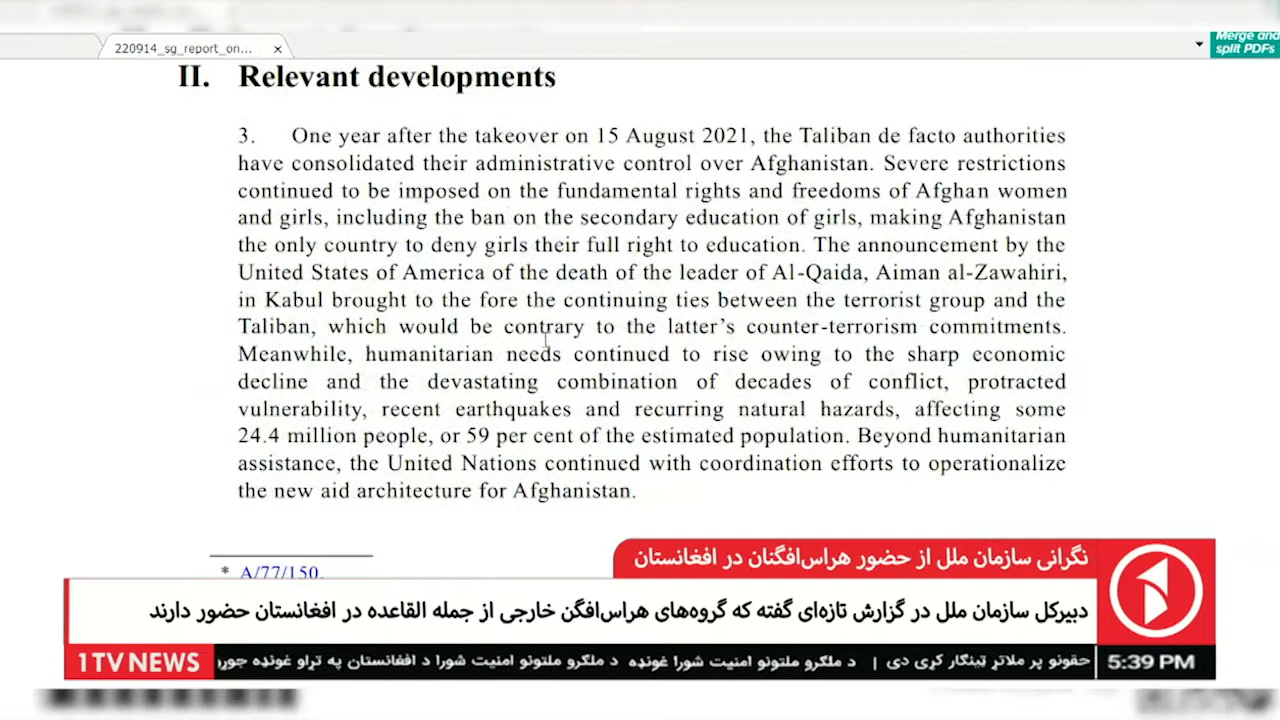 220914_sg_report_on...
Merge and
split PDFs
II. Relevant developments
3. One year after the takeover on 15 August 2021, the Taliban de facto authorities
have consolidated their administrative control over Afghanistan. Severe restrictions
continued to be imposed on the fundamental rights and freedoms of Afghan women
and girls, including the ban on the secondary education of girls, making Afghanistan
the only country to deny girls their full right to education. The announcement by the
United States of America of the death of the leader of Al-Qaida, Aiman al-Zawahiri,
in Kabul brought to the fore the continuing ties between the terrorist group and the
Taliban, which would be contrary to the latter's counter-terrorism commitments.
Meanwhile, humanitarian needs continued to rise owing to the sharp economic
decline and the devastating combination of decades of conflict, protracted
vulnerability, recent earthquakes and recurring natural hazards, affecting some
24.4 million people, or 59 per cent of the estimated population. Beyond humanitarian
assistance, the United Nations continued with coordination efforts to operationalize
the new aid architecture for Afghanistan.
* A/77/150.
نگرانی سازمان ملل از حضور هراس‌افگنان در افغانستان
دبیرکل سازمان ملل در گزارش تازه‌ای گفته که گروه‌های هراس‌افگن خارجی از جمله القاعده در افغانستان حضور دارند
1TV NEWS
حقونو پر ملاتړ ټینګار کړی دی | د ملګرو ملتونو امنیت شورا غونډه د ملګرو ملتونو امنیت شورا د افغانستان په تړاو غونډه جوړو
5:39 PM